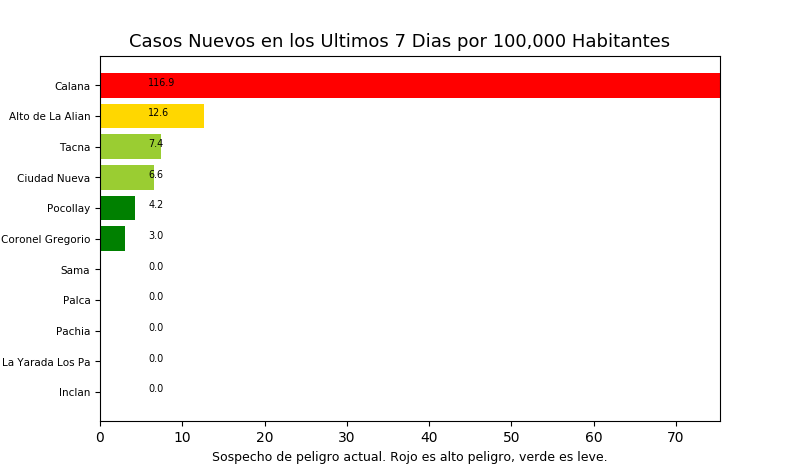 Casos Nuevos en los Ultimos 7 Dias por 100,000 Habitantes
Calana 116.9
Alto de La Alian 12.6
Tacna 7.4
Ciudad Nueva 6.6
Pocollay 4.2
Coronel Gregorio 3.0
Sama 0.0
Palca 0.0
Pachia 0.0
La Yarada Los Pa 0.0
Inclan 0.0
0 10 20 30 40 50 60 70
Sospecho de peligro actual. Rojo es alto peligro, verde es leve.